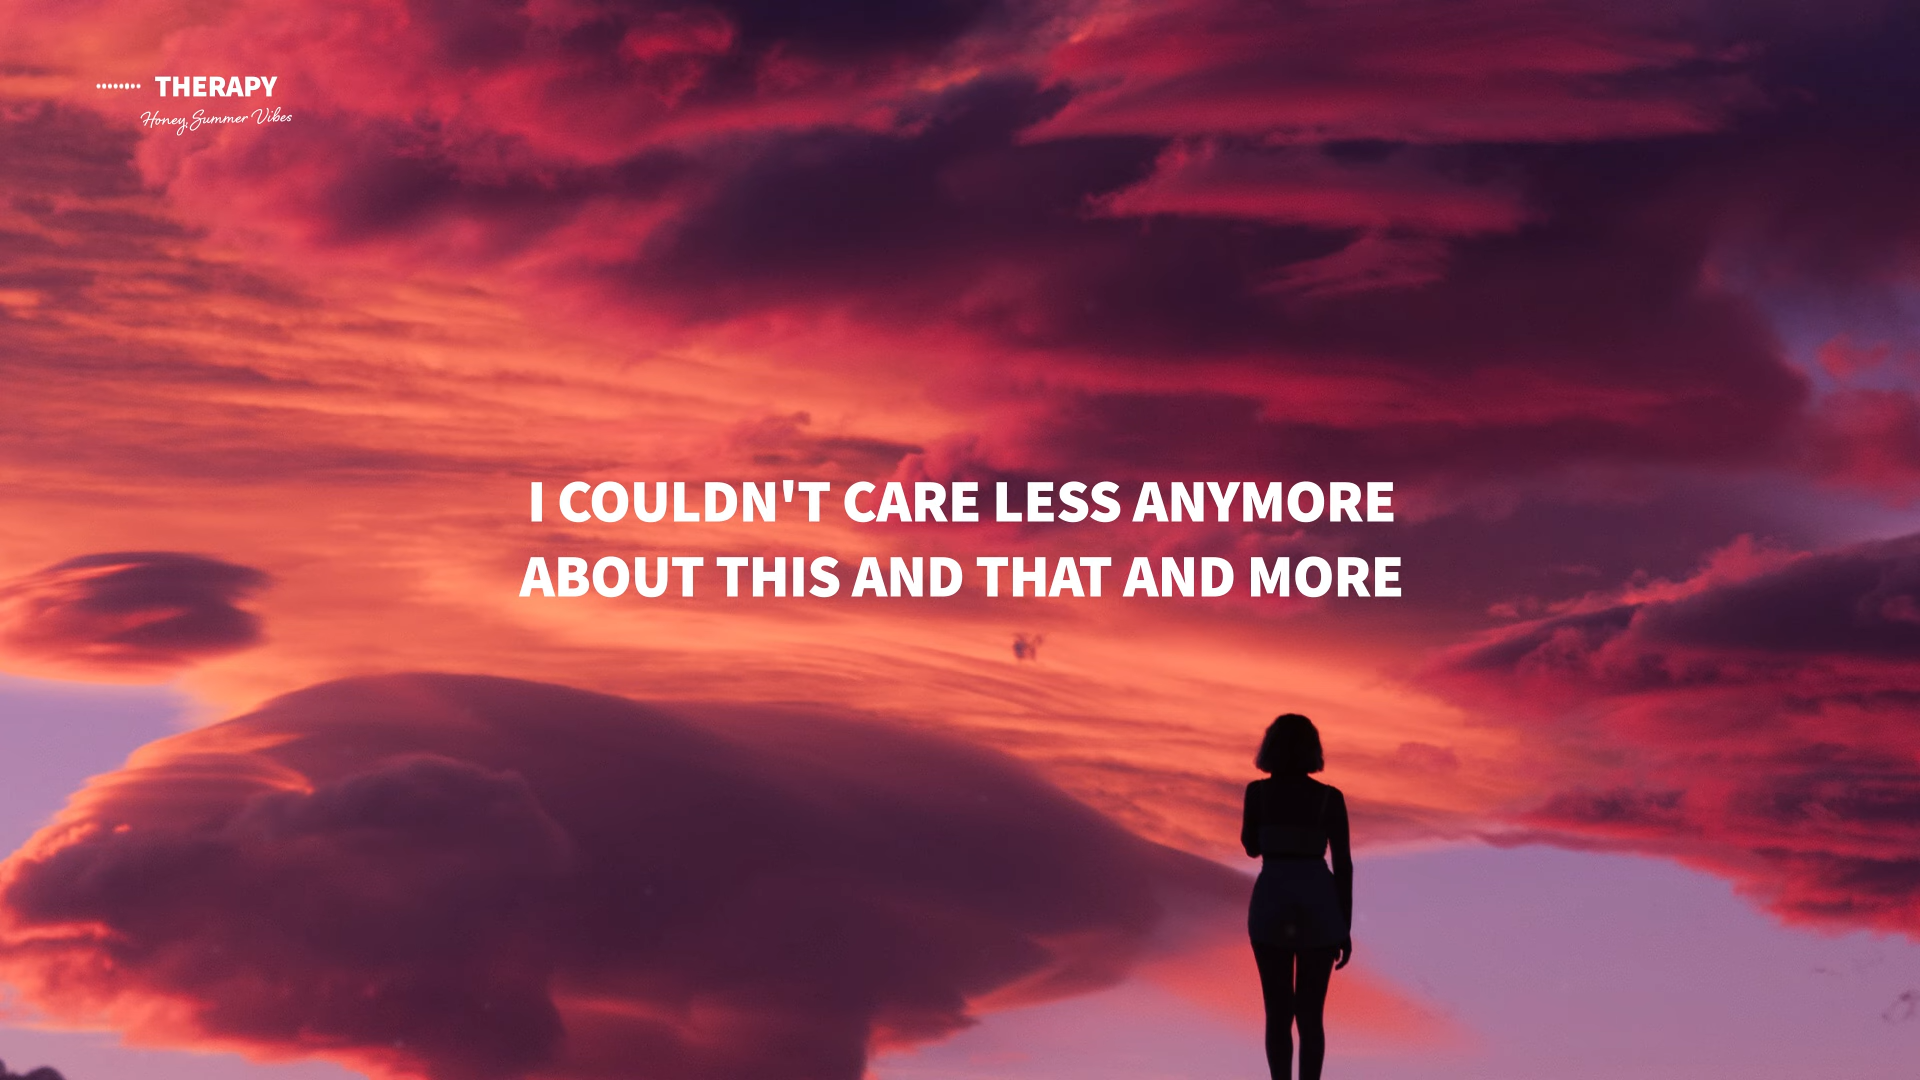 THERAPY
Honey, Summer Vibes
I COULDN'T CARE LESS ANYMORE
ABOUT THIS AND THAT AND MORE